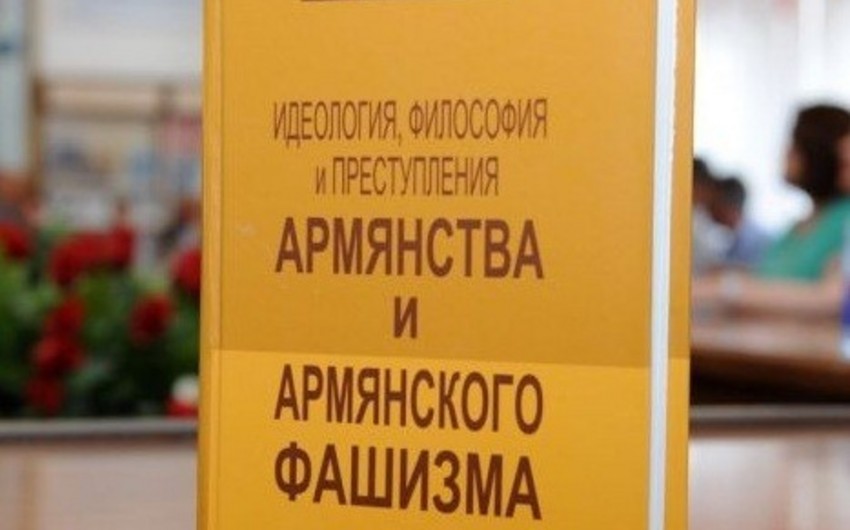 ИДЕОЛОГИЯ, ФИЛОСОФИЯ
и ПРЕСТУПЛЕНИЯ
АРМЯНСТВА
И
АРМЯНСКОГО
ФАШИЗМА